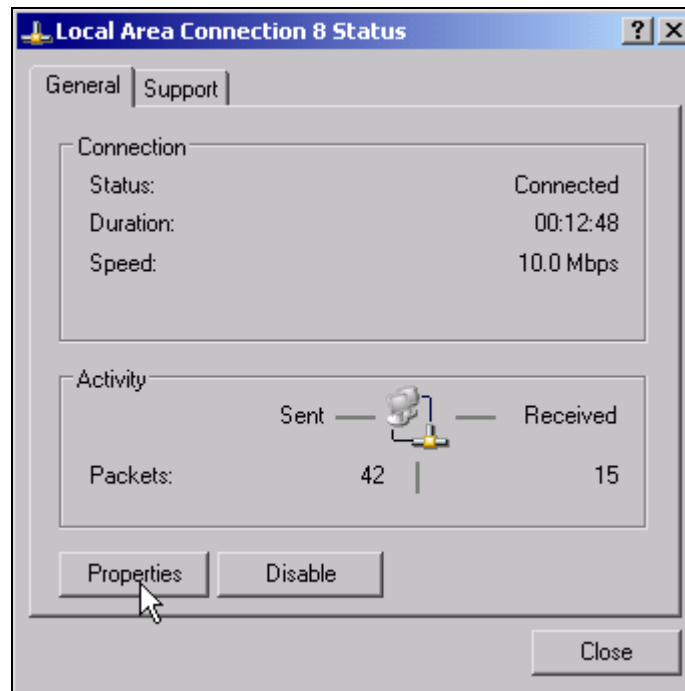 Local Area Connection 8 Status
General Support
Connection
Status: Connected
Duration: 00:12:48
Speed: 10.0 Mbps
Activity
Sent Received
Packets: 42 15
Properties Disable
Close